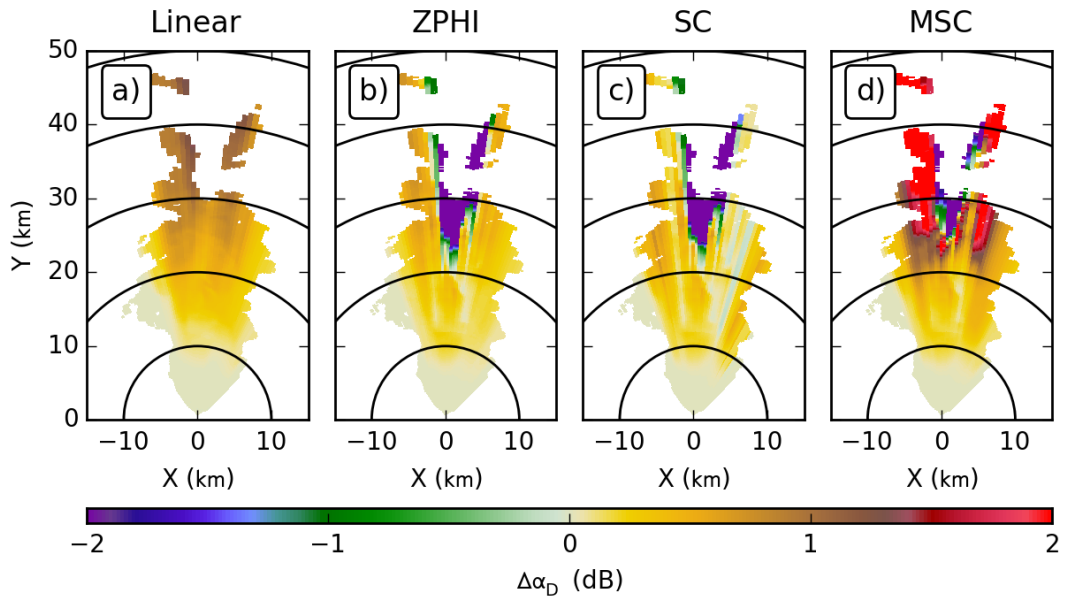 Linear ZPHI SC MSC
a) b) c) d)
50
40
30
20
10
0
Y (km)
−10 0 10 −10 0 10 −10 0 10 −10 0 10
X (km) X (km) X (km) X (km)
−2 −1 0 1 2
Δα_D (dB)